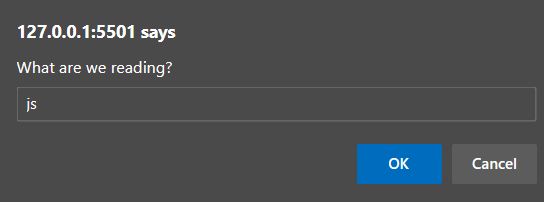 127.0.0.1:5501 says
What are we reading?
js
OK
Cancel